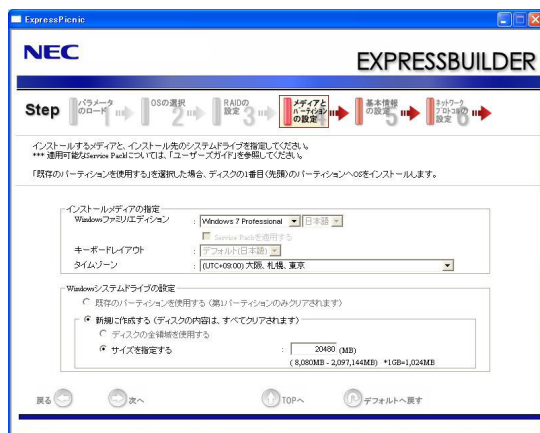 ExpressPicnic
NEC
EXPRESSBUILDER
Step
パラメータのロード 1
OSの選択 2
RAIDの設定 3
メディアとパーティションの設定 4
基本情報の設定 5
ネットワークプロトコルの設定 6
インストールするメディアと、インストール先のシステムドライブを指定してください。
*** 適用可能なService Packについては、「ユーザーズガイド」を参照してください。
「既存のパーティションを使用する」を選択した場合、ディスクの1番目(先頭)のパーティションへOSをインストールします。
インストールメディアの指定
Windowsファミリ/エディション : Windows 7 Professional 日本語
Service Packを適用する
キーボードレイアウト : デフォルト(日本語)
タイムゾーン : (UTC+09:00) 大阪、札幌、東京
Windowsシステムドライブの設定
既存のパーティションを使用する (第1パーティションのみクリアされます)
新規に作成する (ディスクの内容は、すべてクリアされます)
ディスクの全領域を使用する
サイズを指定する : 20480 (MB)
( 8,080MB - 2,097,144MB) *1GB=1,024MB
戻る 次へ TOPへ デフォルトへ戻す